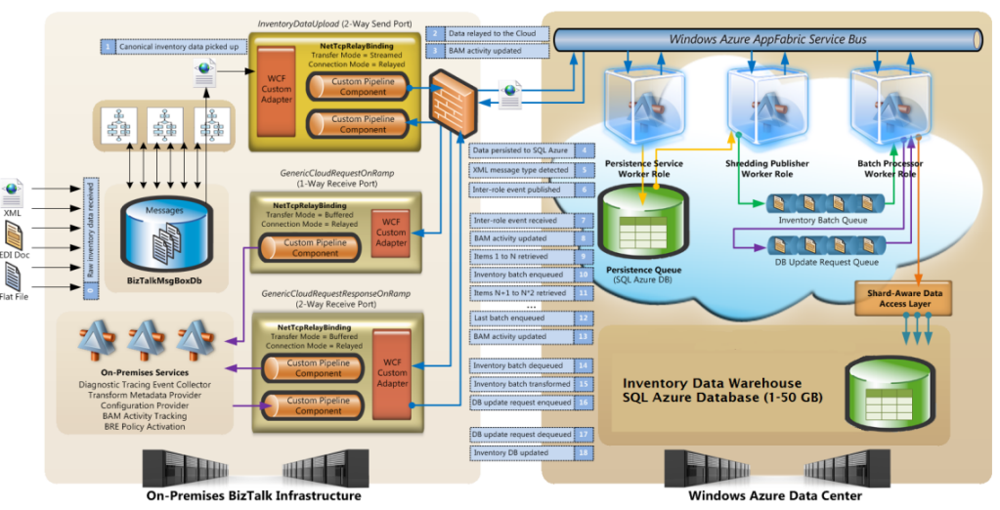 InventoryDataUpload (2-Way Send Port)
1 Canonical inventory data picked up
NetTcpRelayBinding
Transfer Mode = Streamed
Connection Mode = Relayed
WCF
Custom
Adapter
Custom Pipeline
Component
Custom Pipeline
Component
2 Data relayed to the Cloud
3 BAM activity updated
Windows Azure AppFabric Service Bus
XML
EDI Doc
Flat File
0 Raw inventory data received
Messages
BizTalkMsgBoxDb
GenericCloudRequestOnRamp
(1-Way Receive Port)
NetTcpRelayBinding
Transfer Mode = Buffered
Connection Mode = Relayed
Custom Pipeline
Component
WCF
Custom
Adapter
GenericCloudRequestResponseOnRamp
(2-Way Receive Port)
NetTcpRelayBinding
Transfer Mode = Buffered
Connection Mode = Relayed
Custom Pipeline
Component
Custom Pipeline
Component
WCF
Custom
Adapter
On-Premises Services
Diagnostic Tracing Event Collector
Transform Metadata Provider
Configuration Provider
BAM Activity Tracking
BRE Policy Activation
Data persisted to SQL Azure 4
XML message type detected 5
Inter-role event published 6
Inter-role event received 7
BAM activity updated 8
Items 1 to N retrieved 9
Inventory batch enqueued 10
Items N+1 to N*2 retrieved 11
...
Last batch enqueued 12
BAM activity updated 13
Inventory batch dequeued 14
Inventory batch transformed 15
DB update request enqueued 16
DB update request dequeued 17
Inventory DB updated 18
Persistence Service
Worker Role
Shredding Publisher
Worker Role
Batch Processor
Worker Role
Persistence Queue
(SQL Azure DB)
Inventory Batch Queue
DB Update Request Queue
Shard-Aware Data
Access Layer
Inventory Data Warehouse
SQL Azure Database (1-50 GB)
On-Premises BizTalk Infrastructure
Windows Azure Data Center